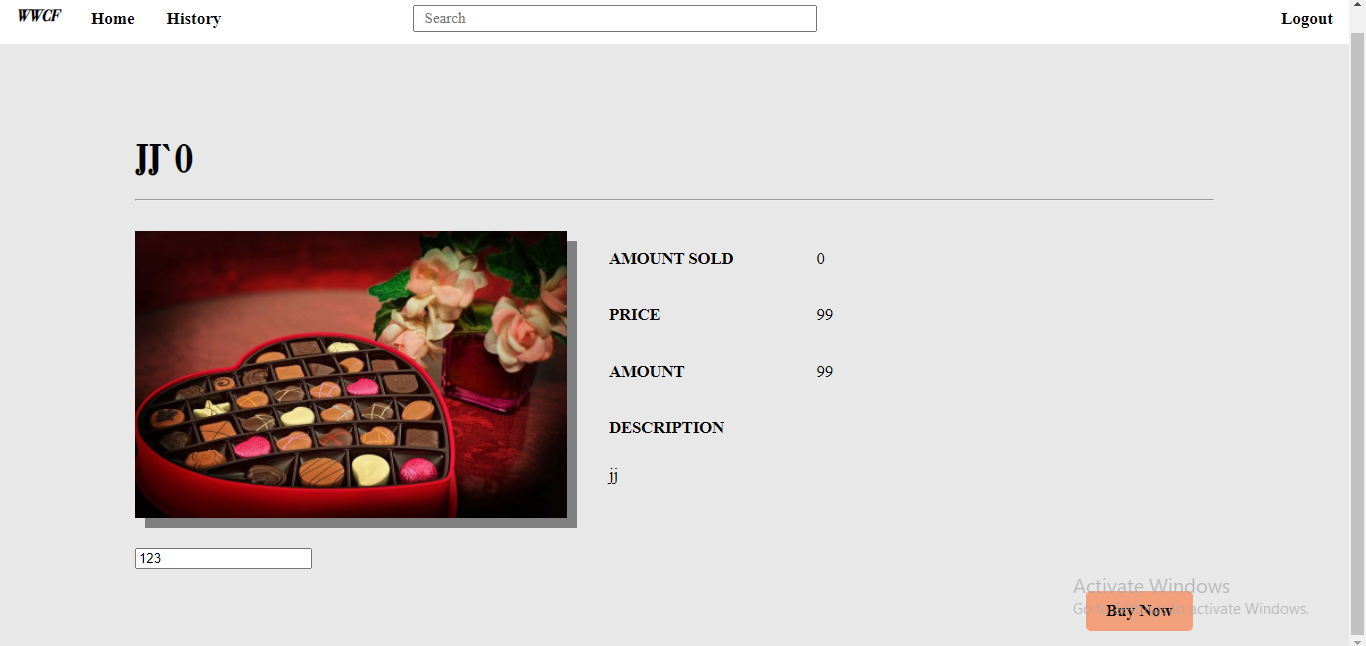 WWCF Home History Search Logout
JJ`0
AMOUNT SOLD 0
PRICE 99
AMOUNT 99
DESCRIPTION
jj
123
Activate Windows
Go to Settings to activate Windows.
Buy Now